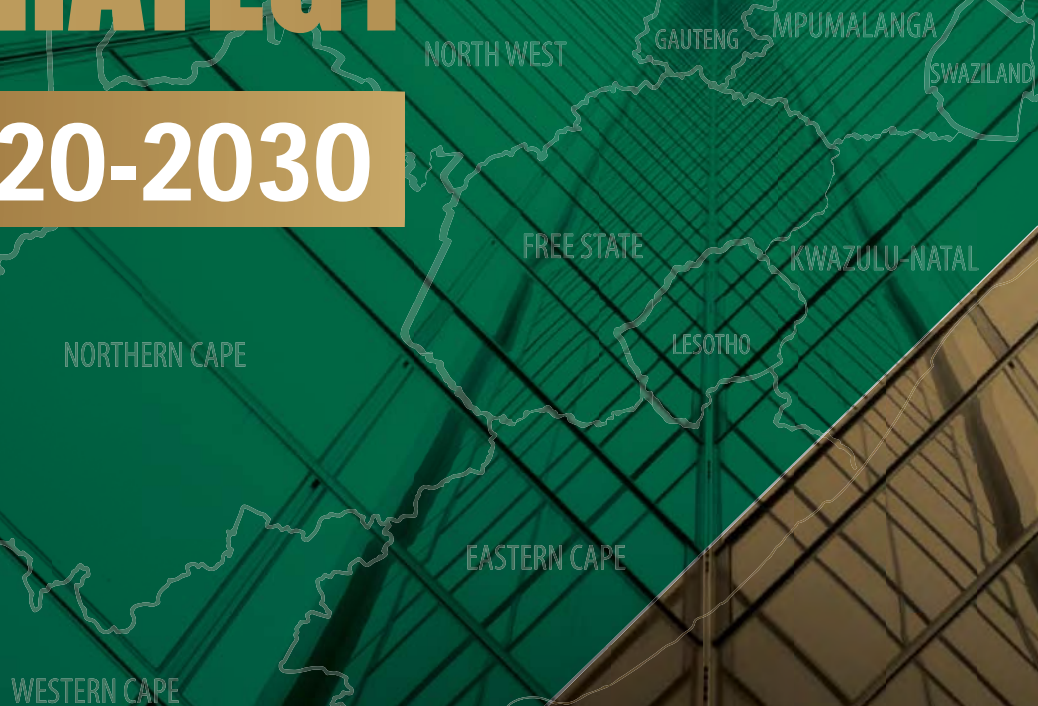 20-2030
NORTH WEST
GAUTENG
MPUMALANGA
SWAZILAND
FREE STATE
KWAZULU-NATAL
NORTHERN CAPE
LESOTHO
EASTERN CAPE
WESTERN CAPE